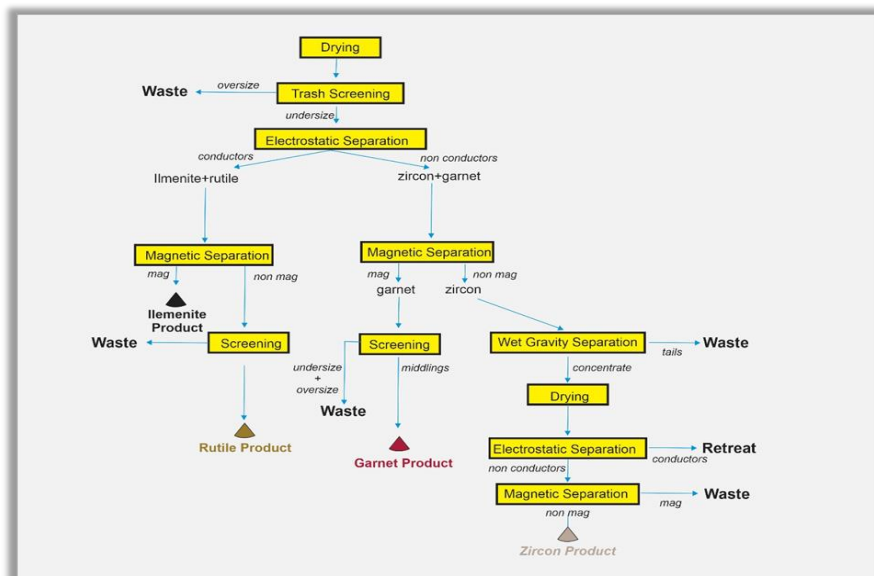 Drying
Waste
oversize
Trash Screening
undersize
Electrostatic Separation
conductors
non conductors
Ilmenite+rutile
zircon+garnet
Magnetic Separation
Magnetic Separation
mag
non mag
mag
non mag
garnet
zircon
Ilemenite
Product
Waste
Screening
Screening
Wet Gravity Separation
Waste
tails
undersize
+
oversize
middlings
concentrate
Waste
Drying
Rutile Product
Garnet Product
Electrostatic Separation
Retreat
conductors
non conductors
Magnetic Separation
Waste
mag
non mag
Zircon Product